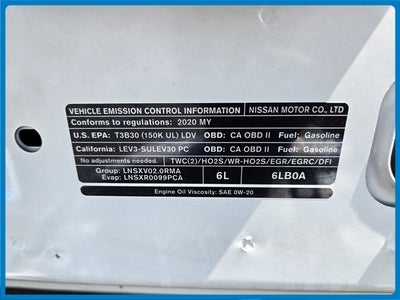 VEHICLE EMISSION CONTROL INFORMATION NISSAN MOTOR CO., LTD
Conforms to regulations: 2020 MY
U.S. EPA: T3B30 (150K UL) LDV OBD: CA OBD II Fuel: Gasoline
California: LEV3-SULEV30 PC OBD: CA OBD II Fuel: Gasoline
No adjustments needed. TWC(2)/HO2S/WR-HO2S/EGR/EGRC/DFI
Group: LNSXV02.0RMA
Evap: LNSXR0099PCA 6L 6LB0A
Engine Oil Viscosity: SAE 0W-20